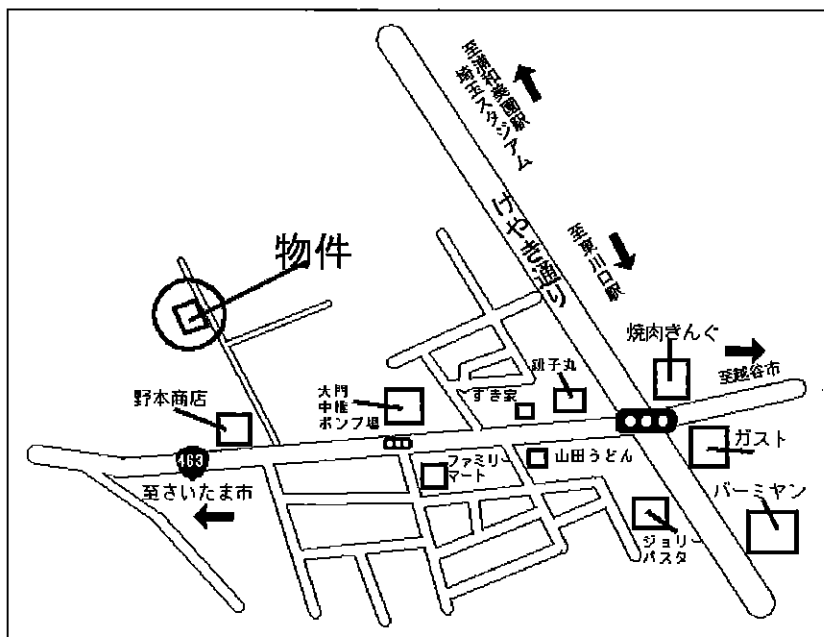 至浦和美園駅
埼玉スタジアム
けやき通り
至東川口駅
物件
焼肉きんぐ
至越谷市
銚子丸
すき家
大門
中継
ポンプ場
野本商店
ガスト
463
ファミリー
マート
山田うどん
至さいたま市
バーミヤン
ジョリー
パスタ